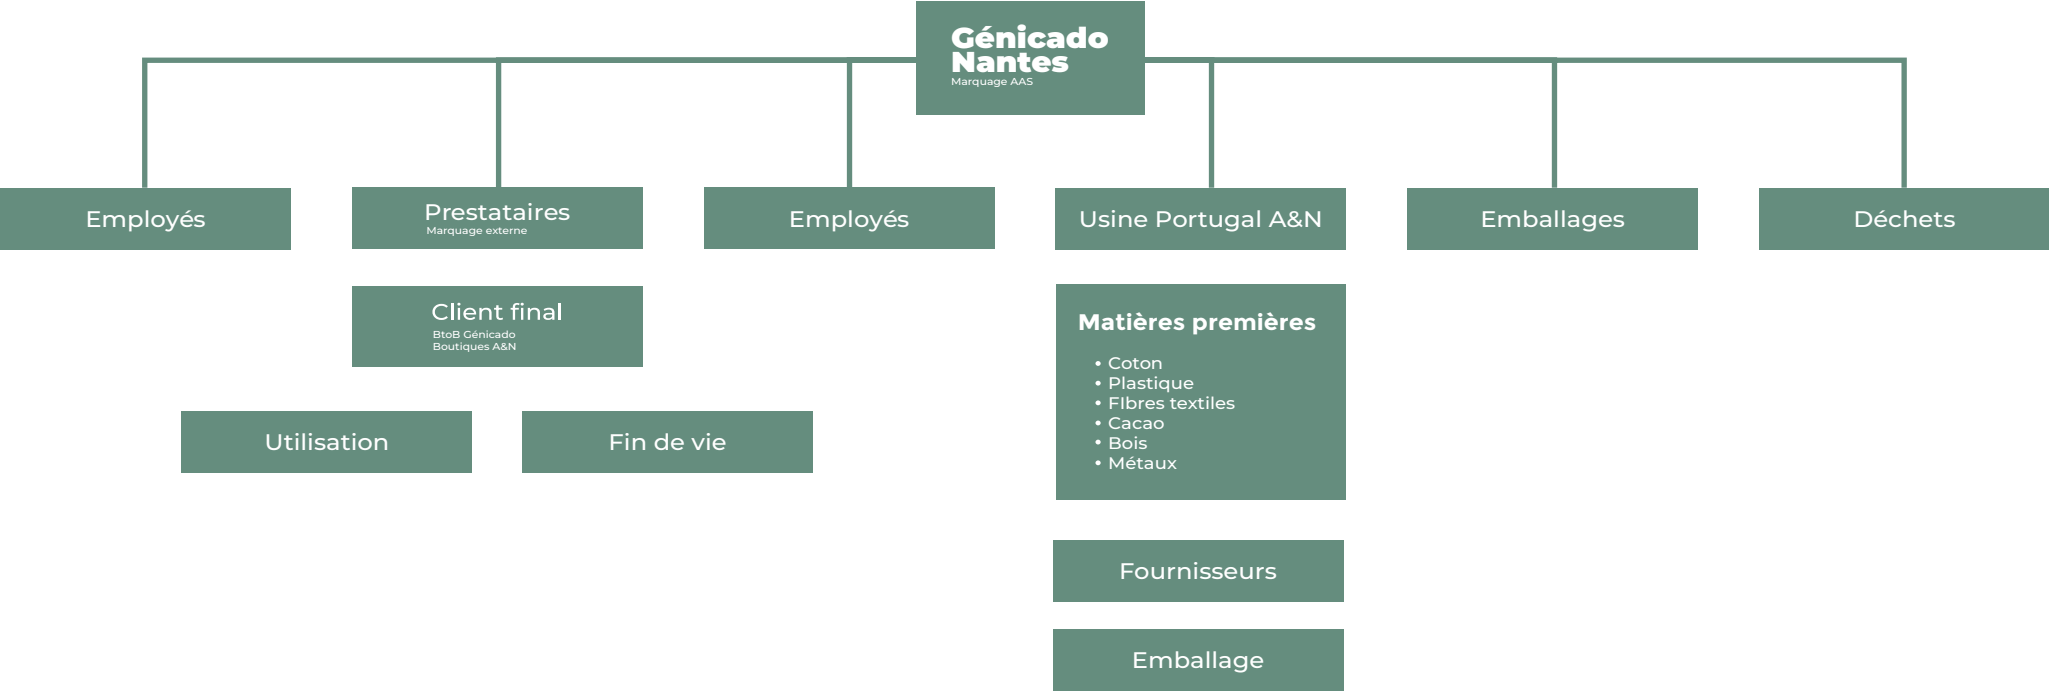 Génicado
Nantes
Marquage AAS
Employés
Prestataires
Marquage externe
Employés
Usine Portugal A&N
Emballages
Déchets
Client final
BtoB Génicado
Boutiques A&N
Utilisation
Fin de vie
Matières premières
• Coton
• Plastique
• FIbres textiles
• Cacao
• Bois
• Métaux
Fournisseurs
Emballage